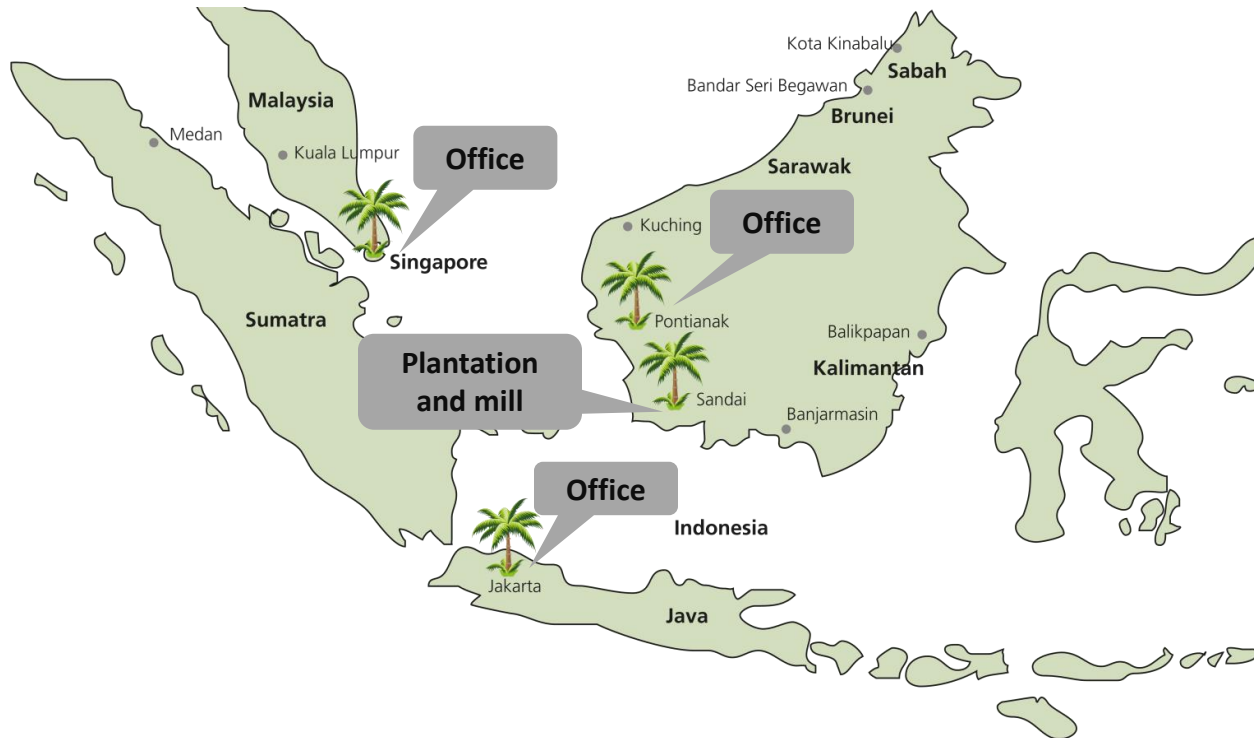 Kota Kinabalu
Sabah
Bandar Seri Begawan
Brunei
Malaysia
Medan
Kuala Lumpur
Office
Sarawak
Kuching
Office
Singapore
Sumatra
Pontianak
Balikpapan
Plantation
and mill
Kalimantan
Sandai
Banjarmasin
Office
Indonesia
Jakarta
Java